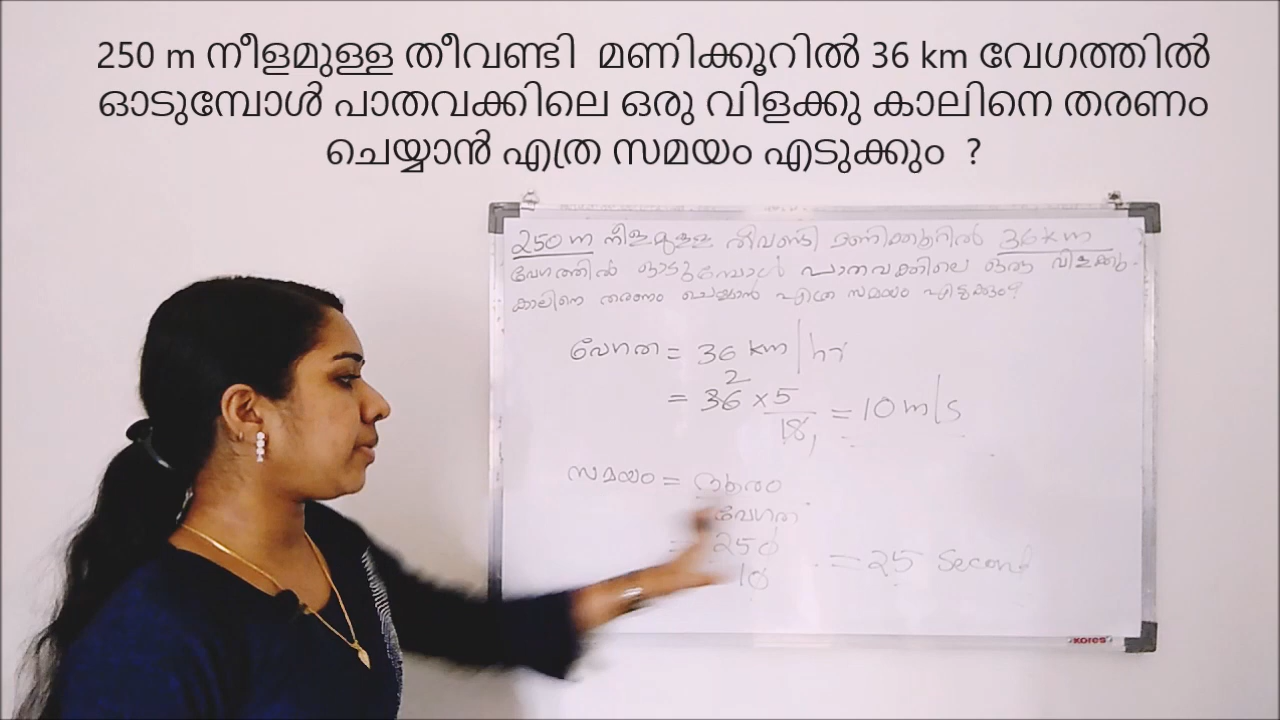 250 m നീളമുള്ള തീവണ്ടി മണിക്കൂറിൽ 36 km വേഗത്തിൽ
ഓടുമ്പോൾ പാതവക്കിലെ ഒരു വിളക്കു കാലിനെ തരണം
ചെയ്യാൻ എത്ര സമയം എടുക്കും ?
250 m നീളമുള്ള തീവണ്ടി മണിക്കൂറിൽ 36 km
വേഗത്തിൽ ഓടുമ്പോൾ പാതവക്കിലെ ഒരു വിളക്കു
കാലിനെ തരണം ചെയ്യാൻ എത്ര സമയം എടുക്കും?
വേഗത = 36 km/hr
2
= 36 × 5
18, = 10 m/s
സമയം = ദൂരം
വേഗത
= 250
10 = 25 Second
KORES